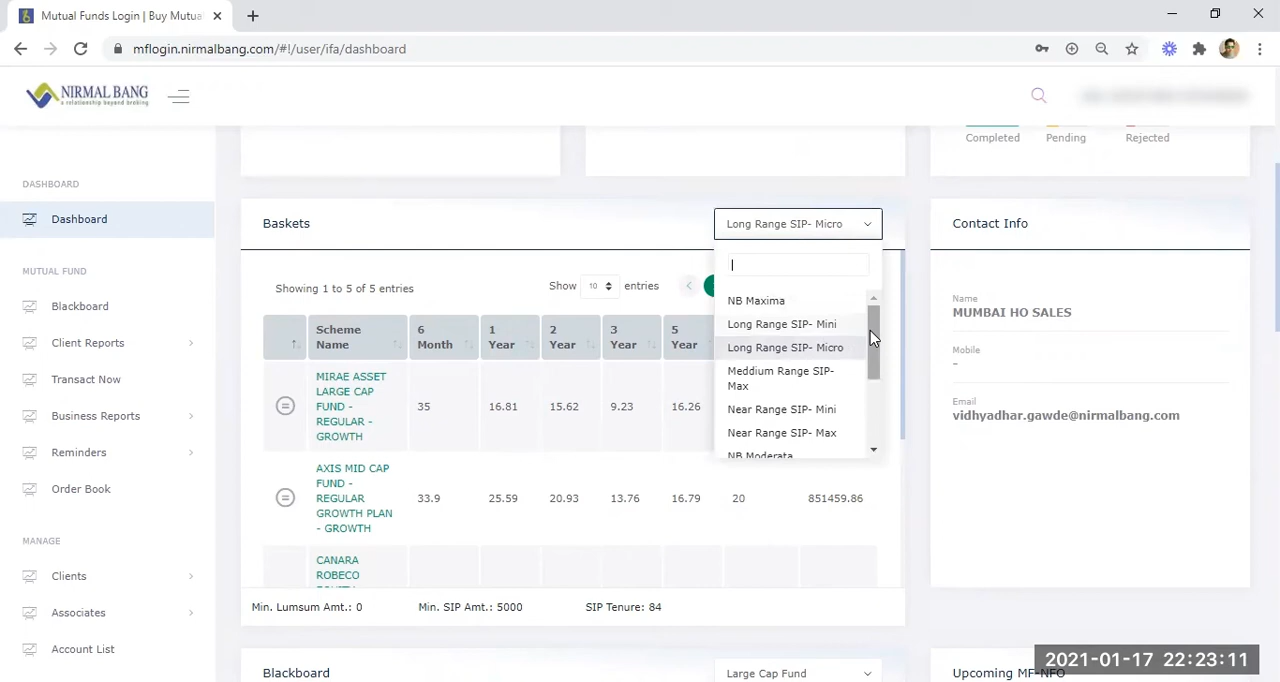 Mutual Funds Login | Buy Mutua
mflogin.nirmalbang.com/#!/user/ifa/dashboard
NIRMAL BANG
a relationship beyond broking
Completed
Pending
Rejected
DASHBOARD
Dashboard
MUTUAL FUND
Blackboard
Client Reports
Transact Now
Business Reports
Reminders
Order Book
MANAGE
Clients
Associates
Account List
Baskets
Long Range SIP- Micro
Showing 1 to 5 of 5 entries
Show 10 entries
Scheme Name
6 Month
1 Year
2 Year
3 Year
5 Year
MIRAE ASSET
LARGE CAP
FUND -
REGULAR -
GROWTH
35 16.81 15.62 9.23 16.26
AXIS MID CAP
FUND -
REGULAR
GROWTH PLAN
- GROWTH
33.9 25.59 20.93 13.76 16.79 20 851459.86
CANARA
ROBECO
NB Maxima
Long Range SIP- Mini
Long Range SIP- Micro
Meddium Range SIP-
Max
Near Range SIP- Mini
Near Range SIP- Max
NB Moderata
Min. Lumsum Amt.: 0 Min. SIP Amt.: 5000 SIP Tenure: 84
Contact Info
Name
MUMBAI HO SALES
Mobile
-
Email
vidhyadhar.gawde@nirmalbang.com
Blackboard
Large Cap Fund
Upcoming MF-NFO
2021-01-17 22:23:11